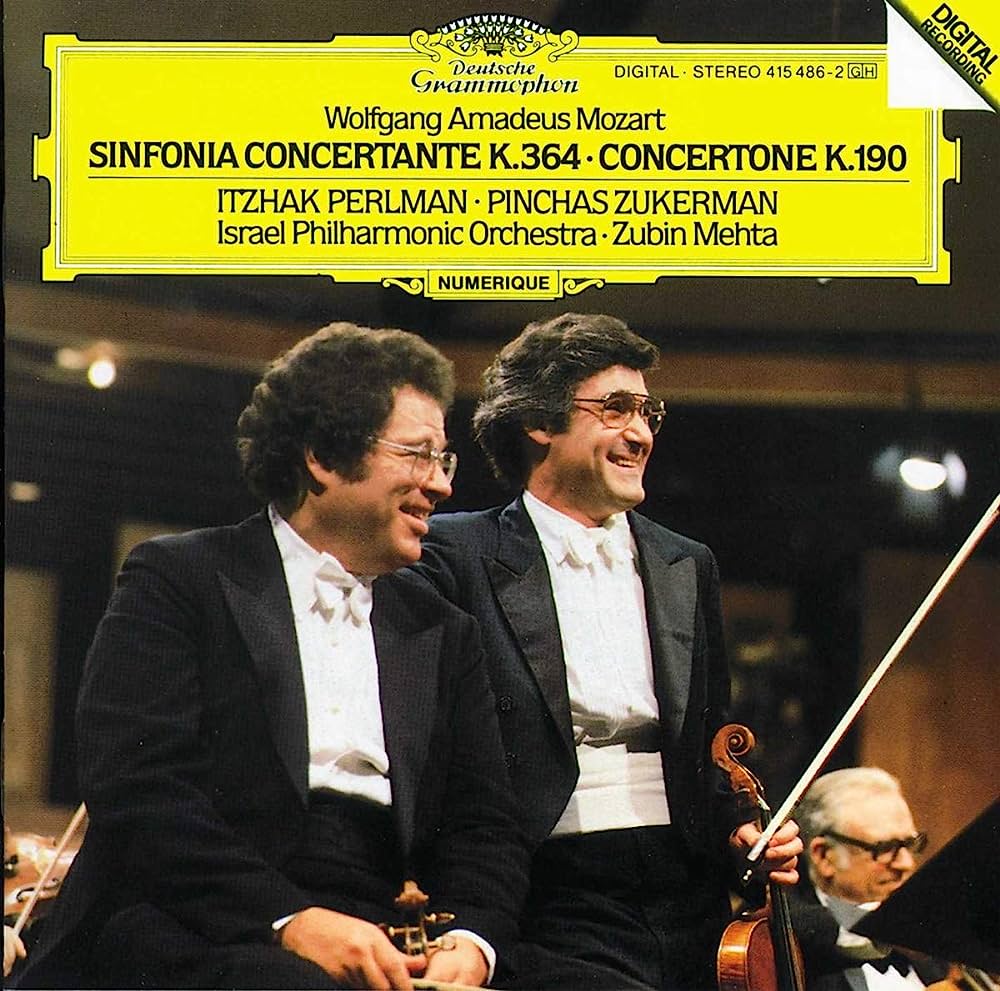 Deutsche
Grammophon
DIGITAL · STEREO 415 486-2 GH
DIGITAL
RECORDING
Wolfgang Amadeus Mozart
SINFONIA CONCERTANTE K.364 · CONCERTONE K.190
ITZHAK PERLMAN · PINCHAS ZUKERMAN
Israel Philharmonic Orchestra · Zubin Mehta
NUMERIQUE